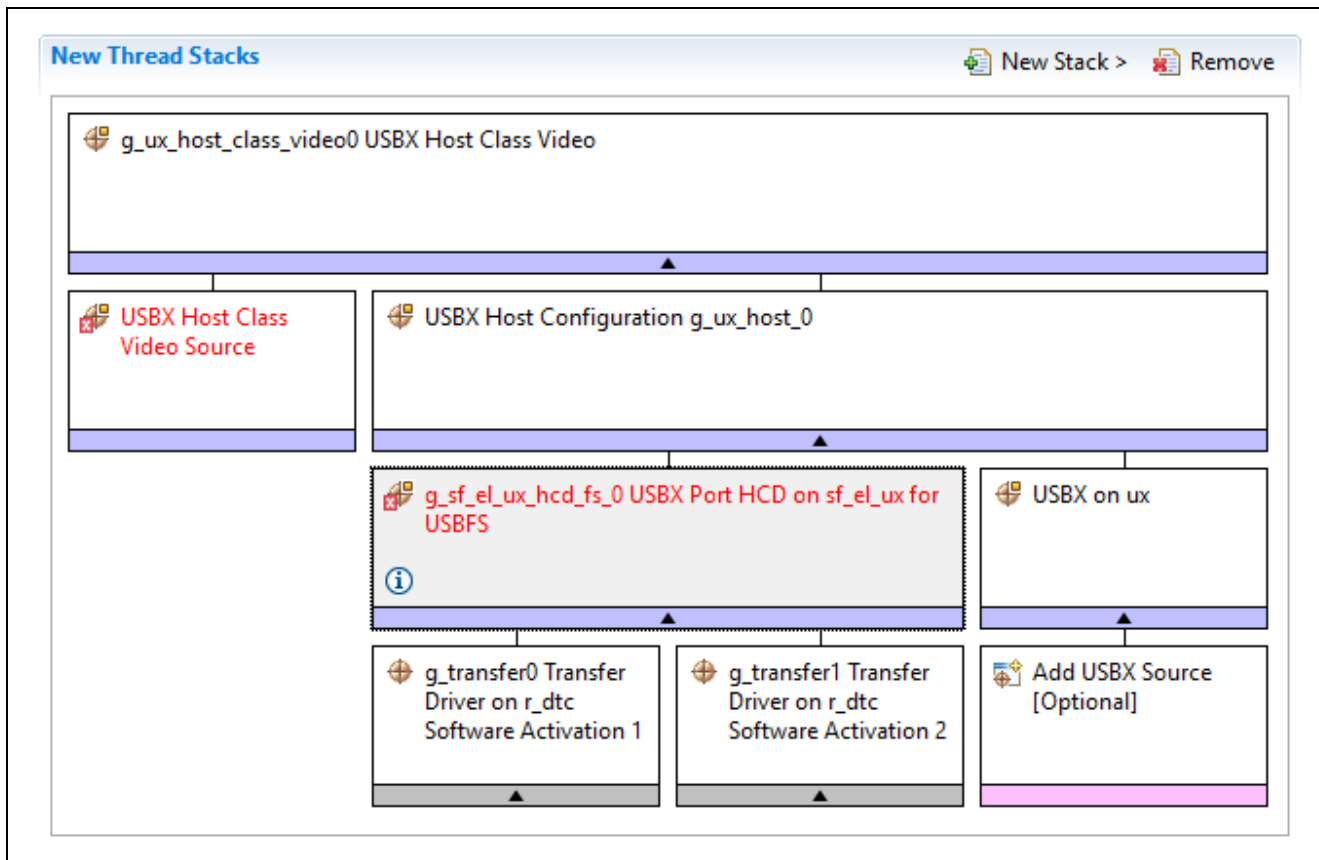 New Thread Stacks
New Stack >
Remove
g_ux_host_class_video0 USBX Host Class Video
USBX Host Class
Video Source
USBX Host Configuration g_ux_host_0
g_sf_el_ux_hcd_fs_0 USBX Port HCD on sf_el_ux for
USBFS
USBX on ux
g_transfer0 Transfer
Driver on r_dtc
Software Activation 1
g_transfer1 Transfer
Driver on r_dtc
Software Activation 2
Add USBX Source
[Optional]